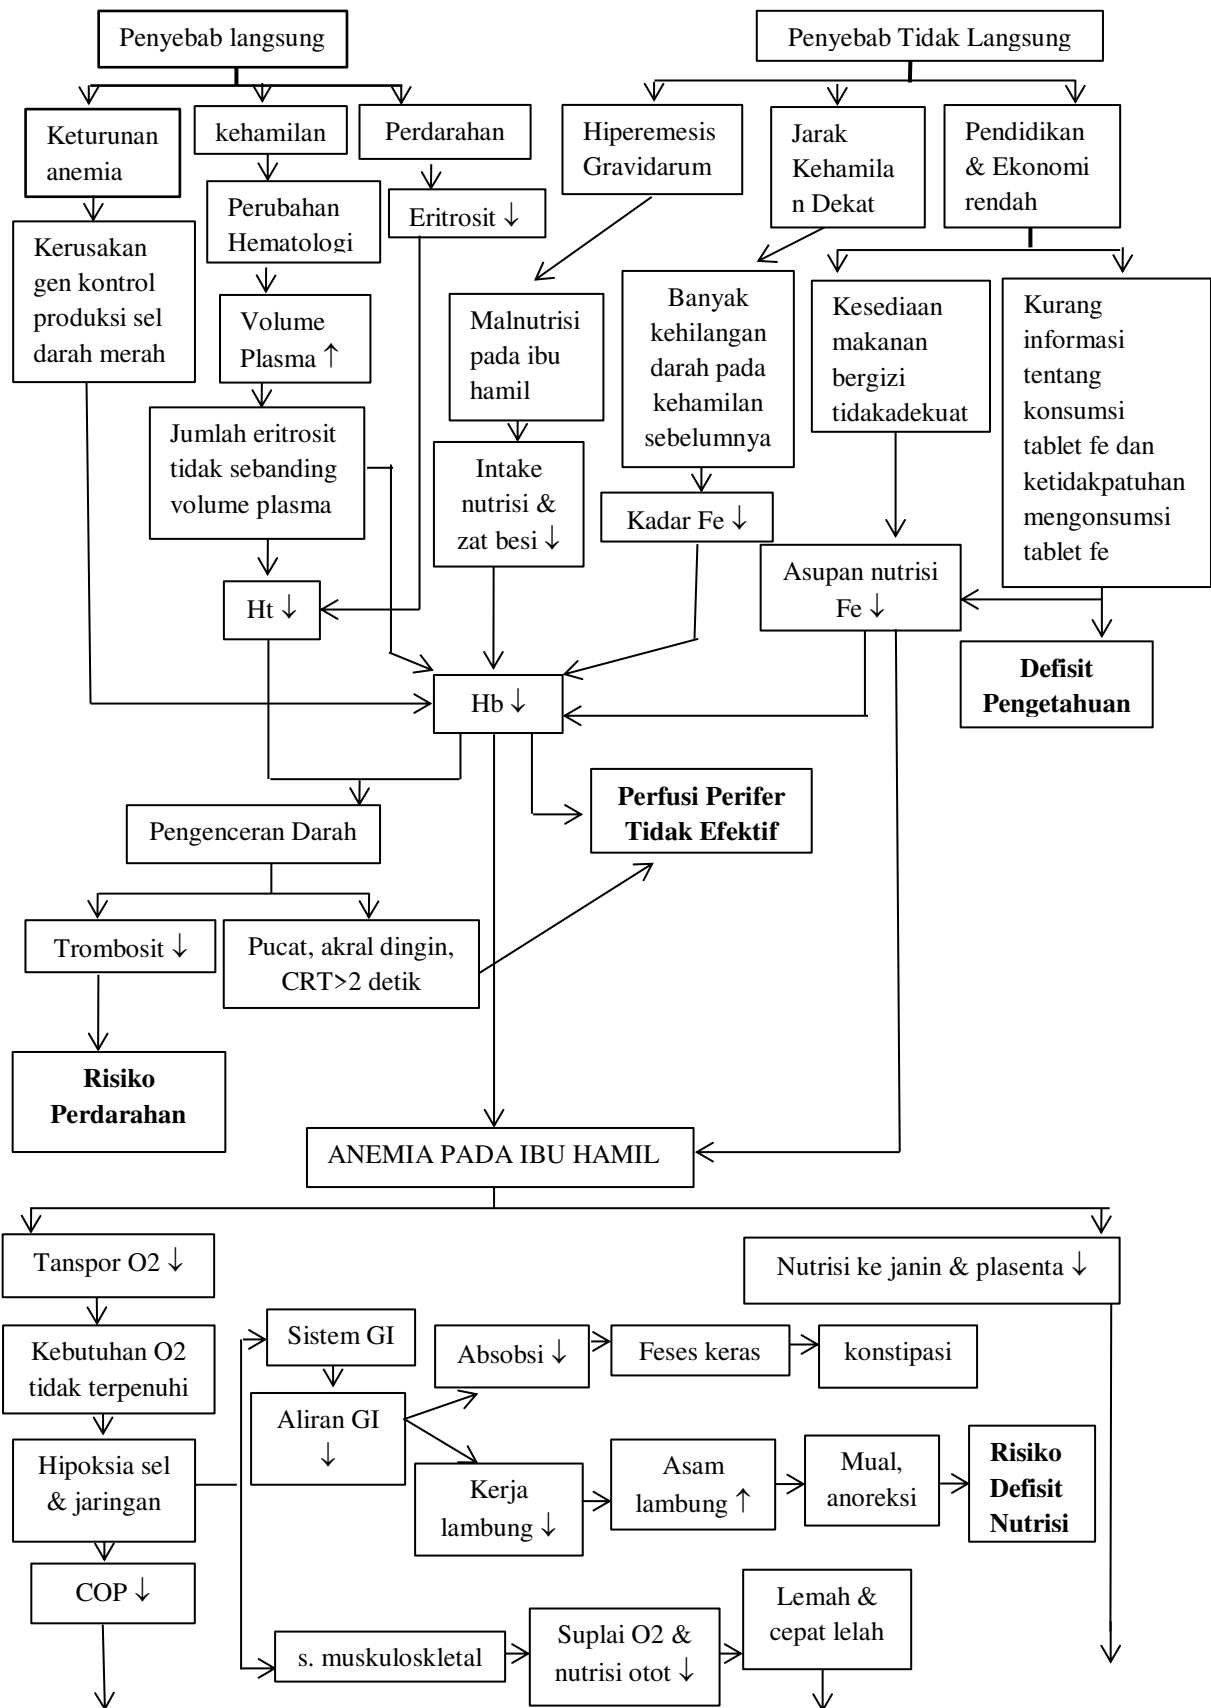 Penyebab langsung
Penyebab Tidak Langsung
Keturunan
anemia
kehamilan
Perdarahan
Hiperemesis
Gravidarum
Jarak
Kehamila
n Dekat
Pendidikan
& Ekonomi
rendah
Perubahan
Hematologi
Eritrosit ↓
Kerusakan
gen kontrol
produksi sel
darah merah
Volume
Plasma ↑
Malnutrisi
pada ibu
hamil
Banyak
kehilangan
darah pada
kehamilan
sebelumnya
Kesediaan
makanan
bergizi
tidakadekuat
Kurang
informasi
tentang
konsumsi
tablet fe dan
ketidakpatuhan
mengonsumsi
tablet fe
Jumlah eritrosit
tidak sebanding
volume plasma
Intake
nutrisi &
zat besi ↓
Kadar Fe ↓
Asupan nutrisi
Fe ↓
Ht ↓
Defisit
Pengetahuan
Hb ↓
Perfusi Perifer
Tidak Efektif
Pengenceran Darah
Trombosit ↓
Pucat, akral dingin,
CRT>2 detik
Risiko
Perdarahan
ANEMIA PADA IBU HAMIL
Tanspor O2 ↓
Nutrisi ke janin & plasenta ↓
Kebutuhan O2
tidak terpenuhi
Sistem GI
Absobsi ↓
Feses keras
konstipasi
Aliran GI
↓
Hipoksia sel
& jaringan
Kerja
lambung ↓
Asam
lambung ↑
Mual,
anoreksi
Risiko
Defisit
Nutrisi
COP ↓
s. muskuloskletal
Suplai O2 &
nutrisi otot ↓
Lemah &
cepat lelah